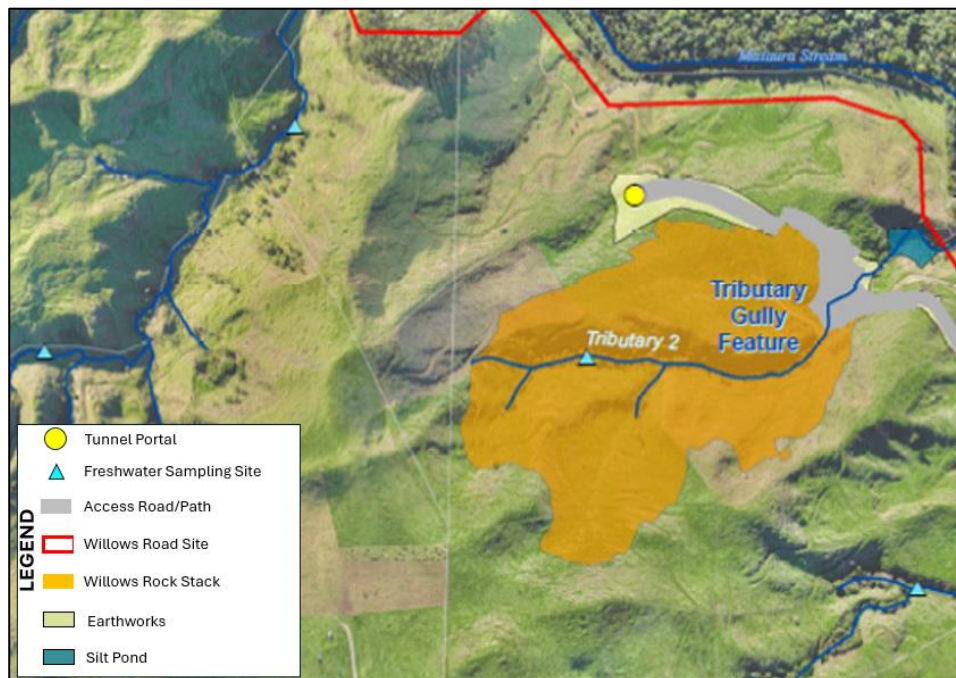 Mataura Stream
Tributary
Gully
Feature
Tributary 2
LEGEND
Tunnel Portal
Freshwater Sampling Site
Access Road/Path
Willows Road Site
Willows Rock Stack
Earthworks
Silt Pond